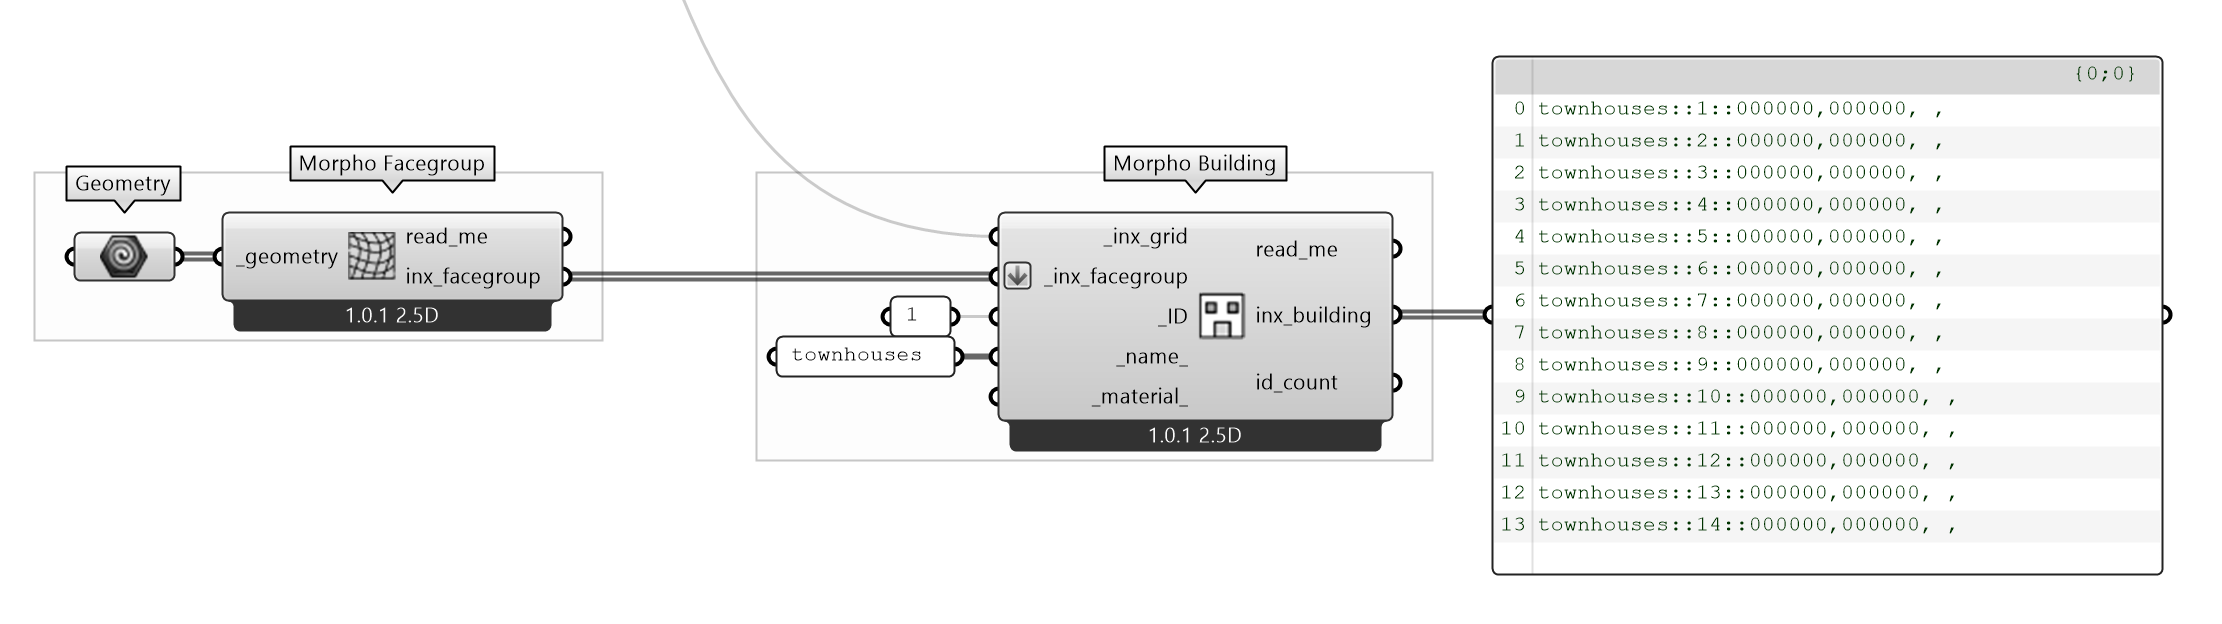 Geometry
Morpho Facegroup
_geometry
read_me
inx_facegroup
1.0.1 2.5D
Morpho Building
_inx_grid
_inx_facegroup
_ID
_name_
_material_
1
townhouses
read_me
inx_building
id_count
1.0.1 2.5D
{0;0}
0 townhouses::1::000000,000000, ,
1 townhouses::2::000000,000000, ,
2 townhouses::3::000000,000000, ,
3 townhouses::4::000000,000000, ,
4 townhouses::5::000000,000000, ,
5 townhouses::6::000000,000000, ,
6 townhouses::7::000000,000000, ,
7 townhouses::8::000000,000000, ,
8 townhouses::9::000000,000000, ,
9 townhouses::10::000000,000000, ,
10 townhouses::11::000000,000000, ,
11 townhouses::12::000000,000000, ,
12 townhouses::13::000000,000000, ,
13 townhouses::14::000000,000000, ,